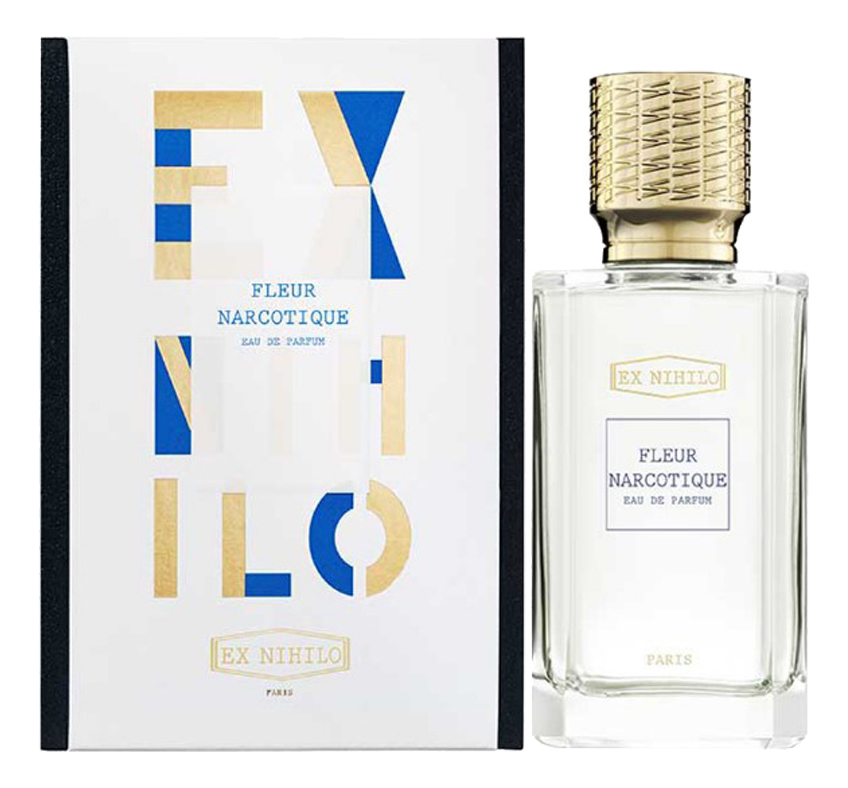 EX
NIHILO
FLEUR
NARCOTIQUE
EAU DE PARFUM
EX NIHILO
PARIS
EX NIHILO
FLEUR
NARCOTIQUE
EAU DE PARFUM
PARIS